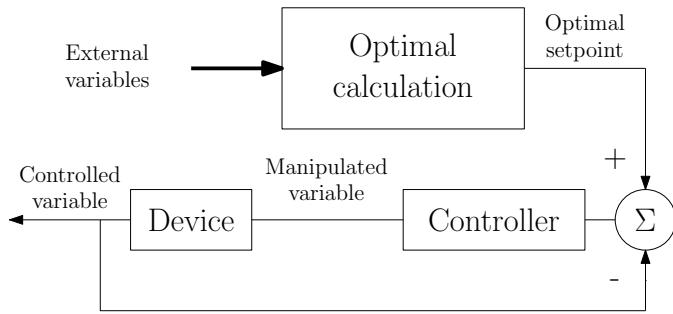 External
variables
Optimal
calculation
Optimal
setpoint
+
Controlled
variable
Device
Manipulated
variable
Controller
Σ
-